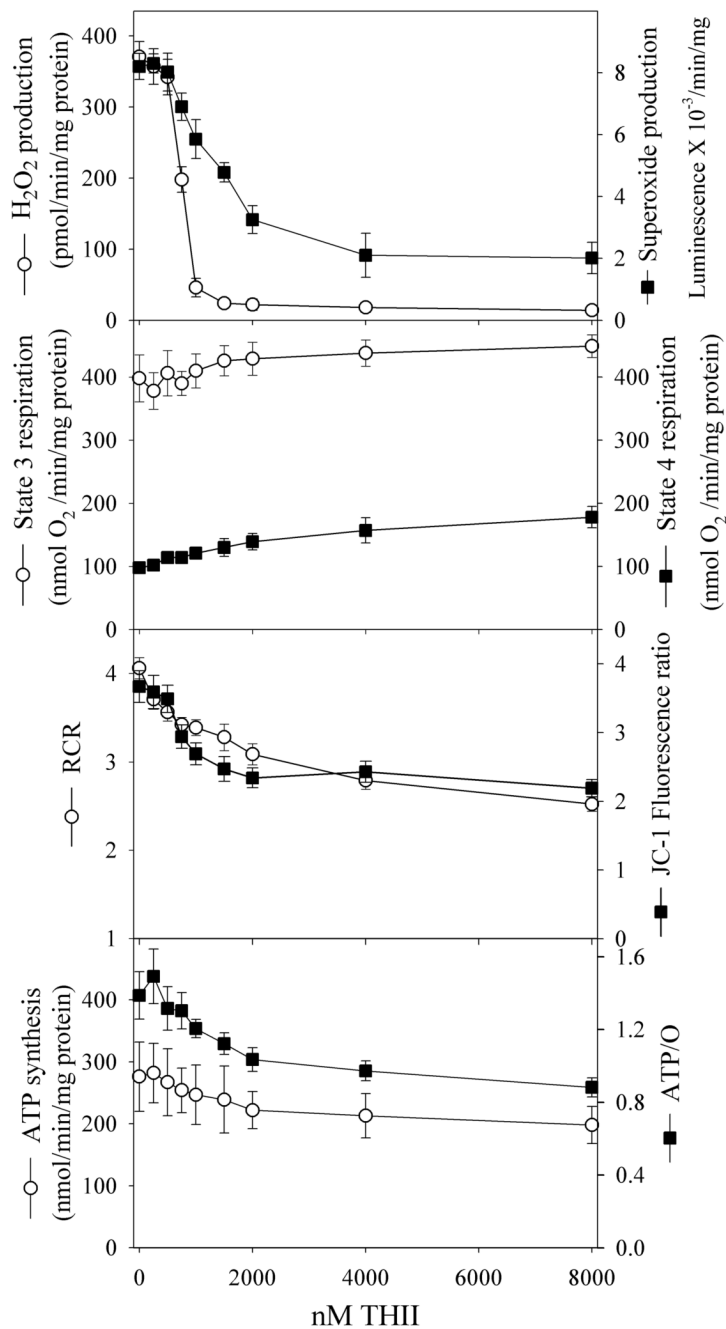 H2O2 production
(pmol/min/mg protein)
400
300
200
100
0
8
6
4
2
0
Superoxide production
Luminescence X 10-3/min/mg
State 3 respiration
(nmol O2 /min/mg protein)
400
300
200
100
0
400
300
200
100
0
State 4 respiration
(nmol O2 /min/mg protein)
RCR
4
3
2
1
4
3
2
1
0
JC-1 Fluorescence ratio
ATP synthesis
(nmol/min/mg protein)
400
300
200
100
0
1.6
1.2
0.8
0.4
0.0
ATP/O
0 2000 4000 6000 8000
nM THII